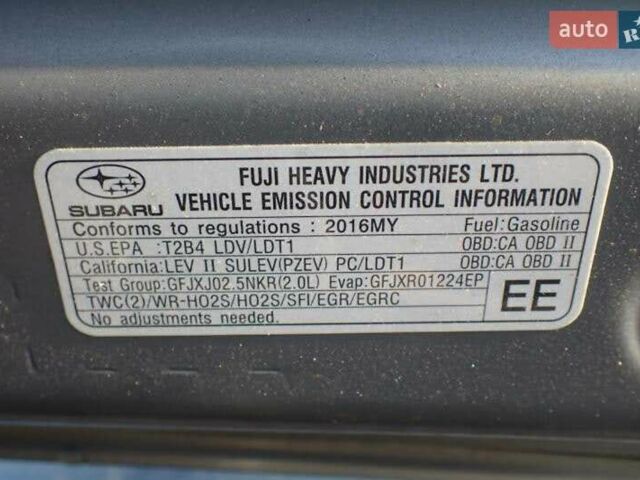 auto
R
FUJI HEAVY INDUSTRIES LTD.
SUBARU VEHICLE EMISSION CONTROL INFORMATION
Conforms to regulations : 2016MY Fuel:Gasoline
U.S.EPA :T2B4 LDV/LDT1 OBD:CA OBD II
California:LEV II SULEV(PZEV) PC/LDT1 OBD:CA OBD II
Test Group:GFJXJ02.5NKR(2.0L) Evap:GFJXR01224EP
TWC(2)/WR-HO2S/HO2S/SFI/EGR/EGRC
No adjustments needed.
EE